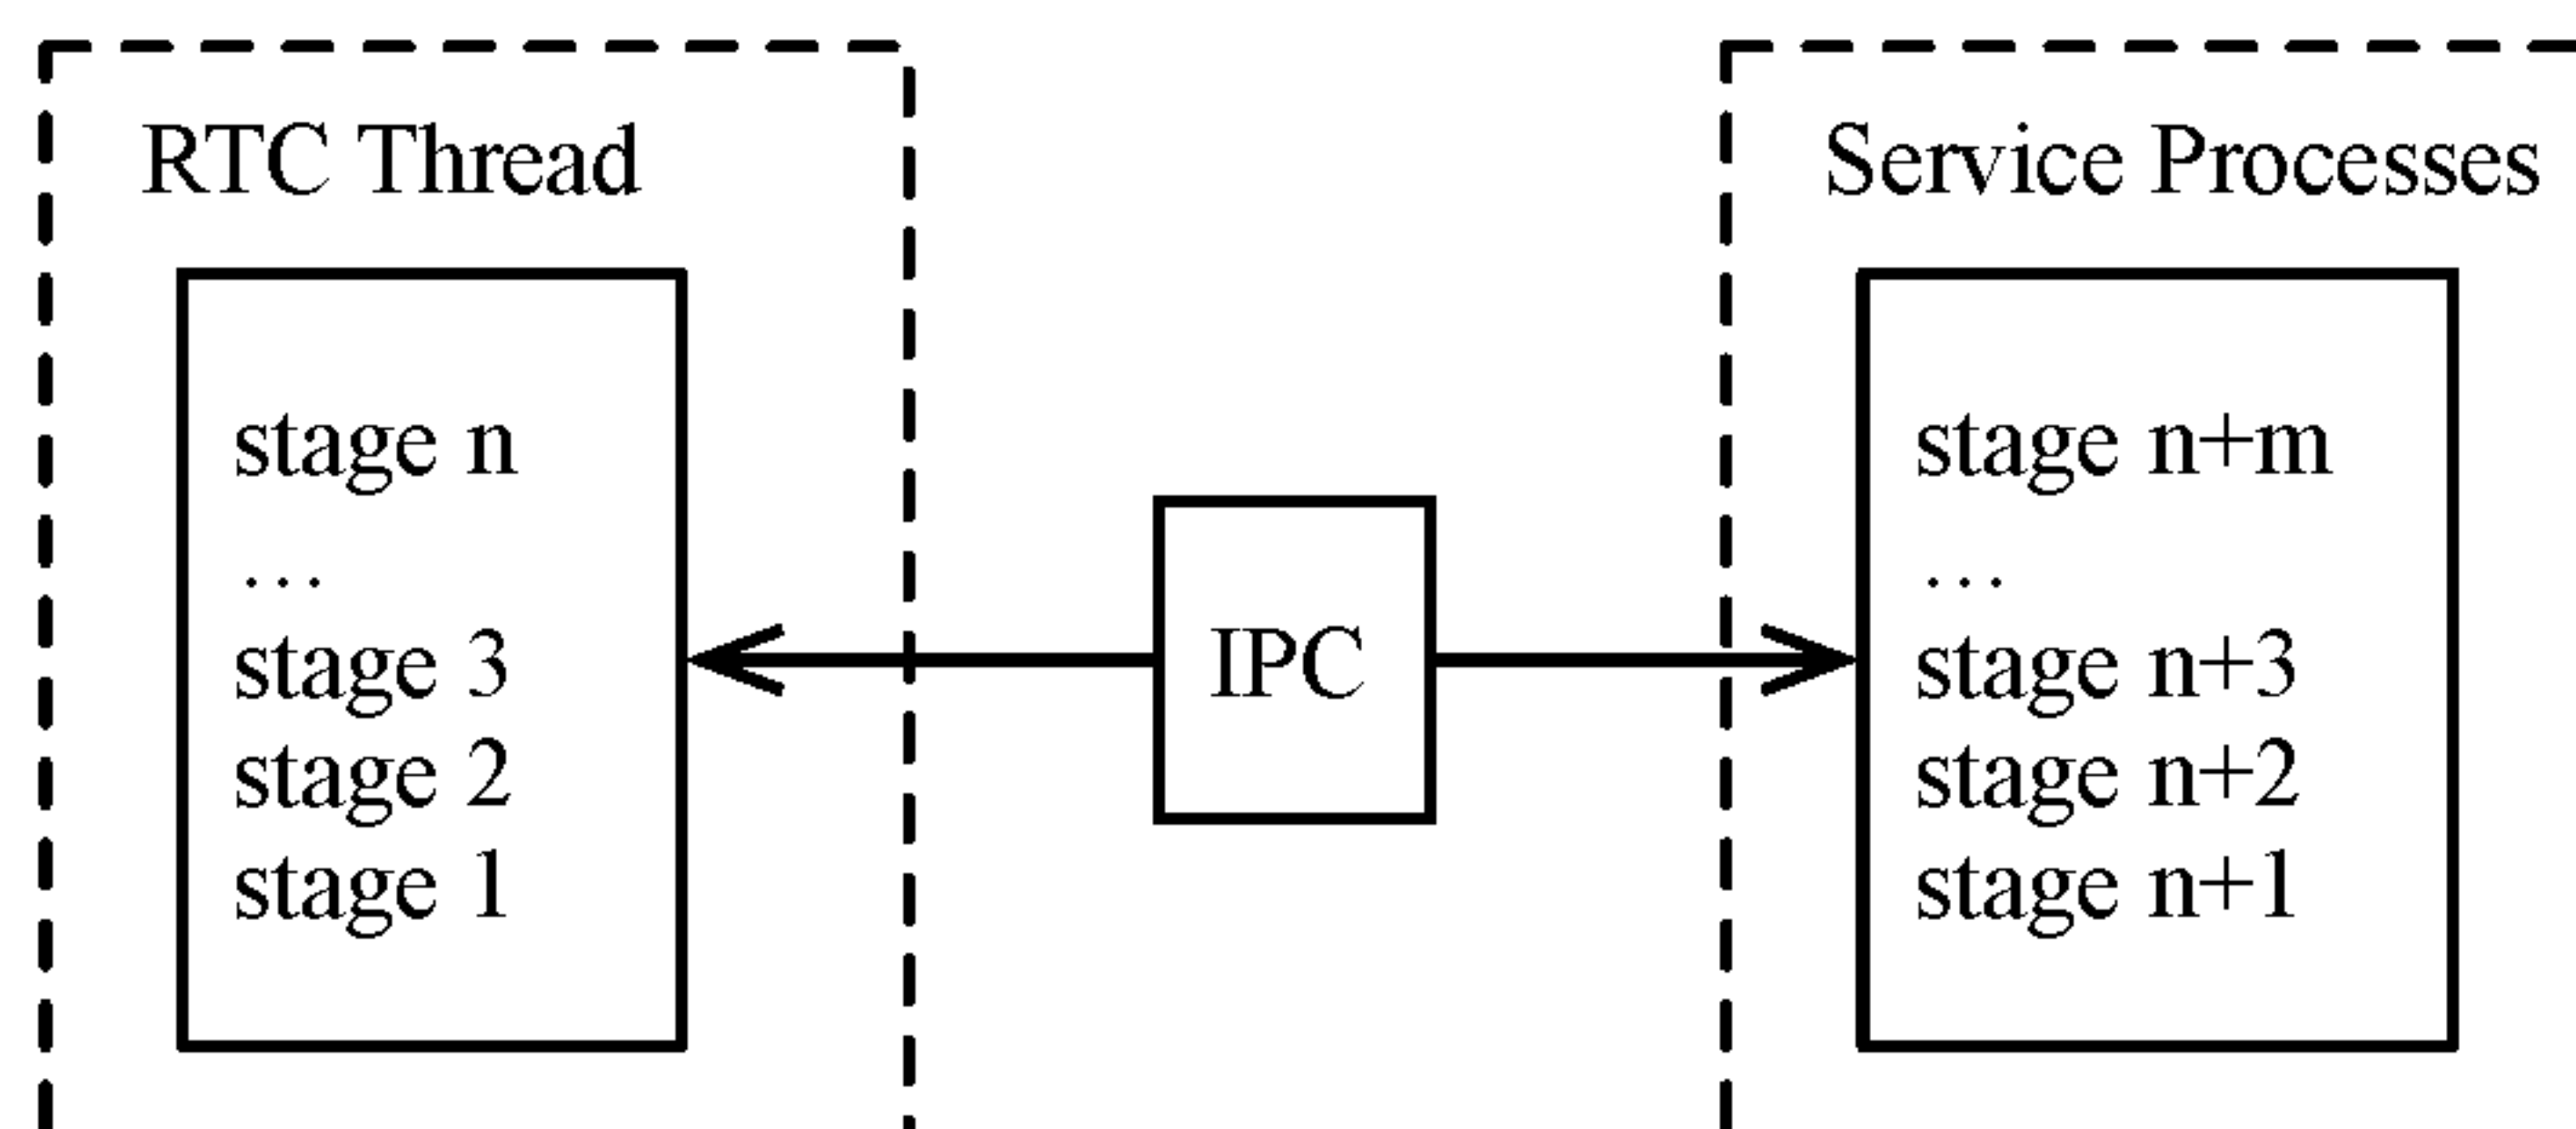 RTC Thread
stage n
...
stage 3
stage 2
stage 1
IPC
Service Processes
stage n+m
...
stage n+3
stage n+2
stage n+1